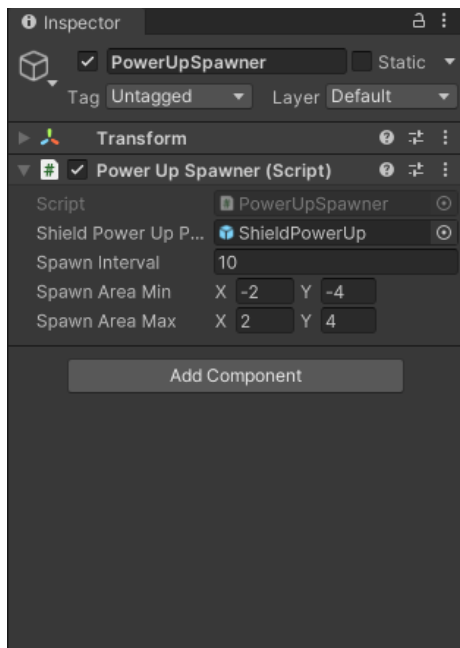 Inspector
PowerUpSpawner Static
Tag Untagged Layer Default
Transform
# Power Up Spawner (Script)
Script PowerUpSpawner
Shield Power Up P... ShieldPowerUp
Spawn Interval 10
Spawn Area Min X -2 Y -4
Spawn Area Max X 2 Y 4
Add Component